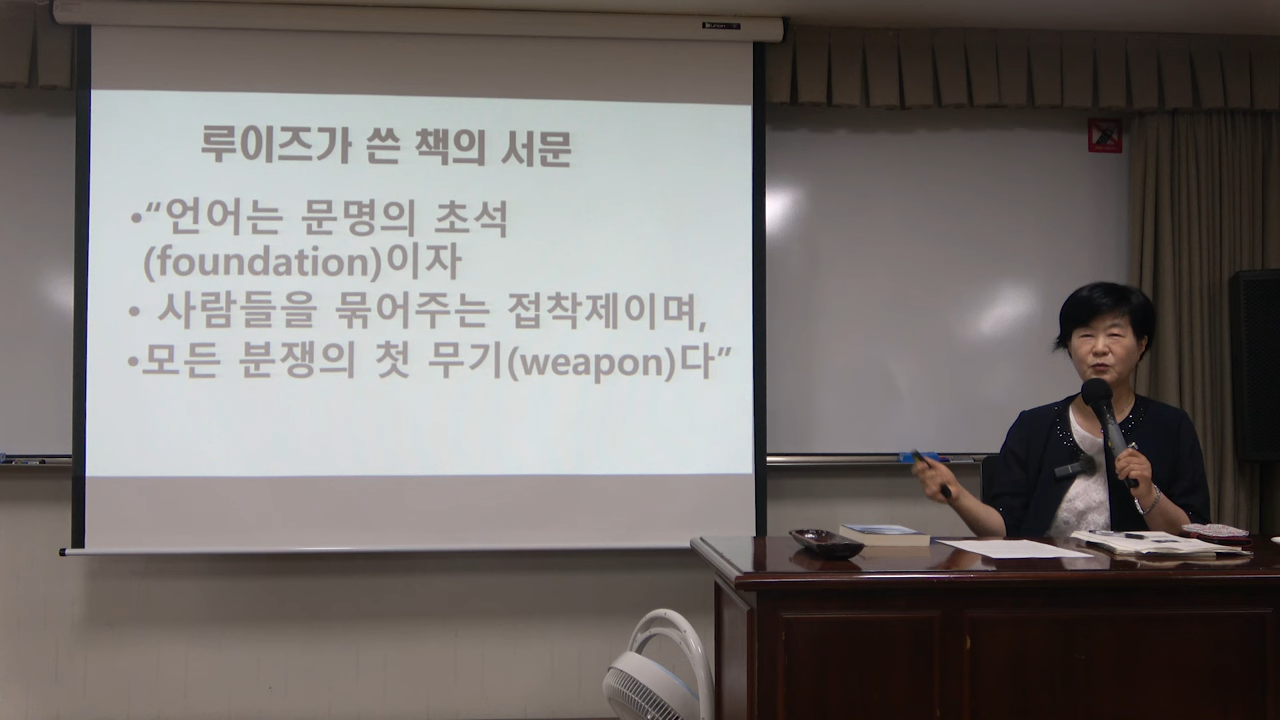 루이즈가 쓴 책의 서문
•“언어는 문명의 초석
(foundation)이자
• 사람들을 묶어주는 접착제이며,
•모든 분쟁의 첫 무기(weapon)다”